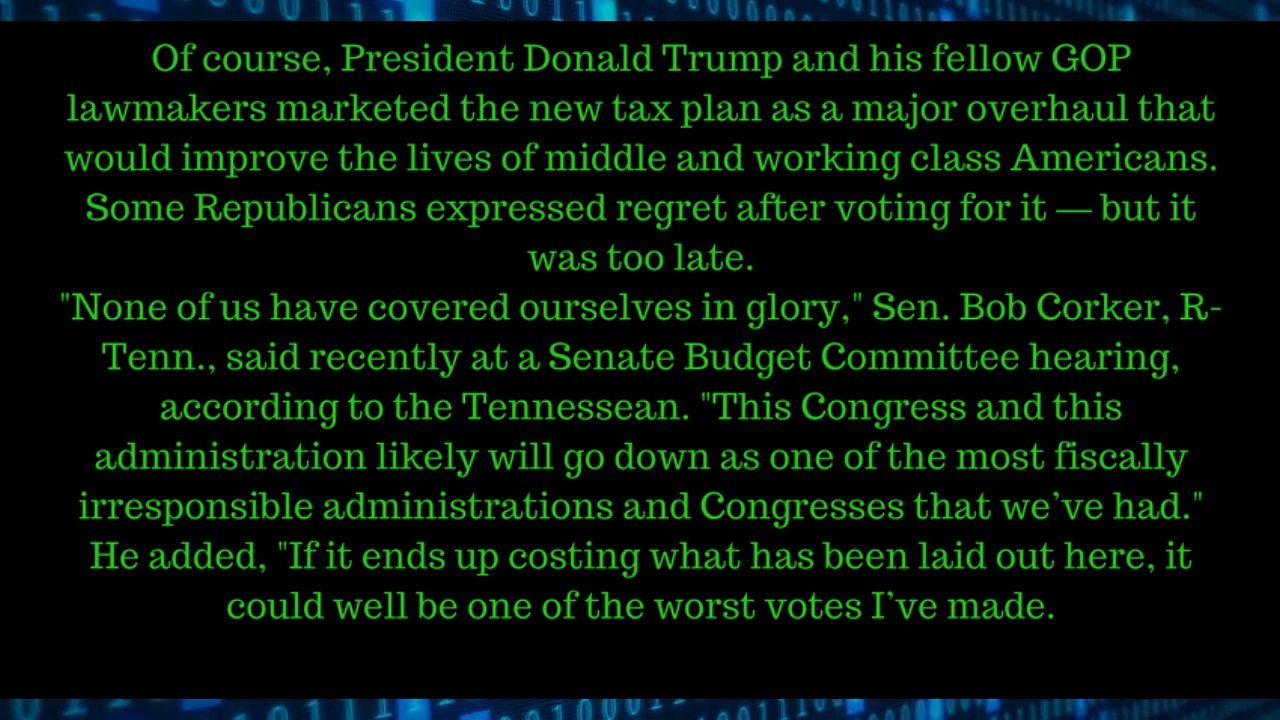 Of course, President Donald Trump and his fellow GOP
lawmakers marketed the new tax plan as a major overhaul that
would improve the lives of middle and working class Americans.
Some Republicans expressed regret after voting for it — but it
was too late.
"None of us have covered ourselves in glory," Sen. Bob Corker, R-
Tenn., said recently at a Senate Budget Committee hearing,
according to the Tennessean. "This Congress and this
administration likely will go down as one of the most fiscally
irresponsible administrations and Congresses that we’ve had."
He added, "If it ends up costing what has been laid out here, it
could well be one of the worst votes I’ve made.